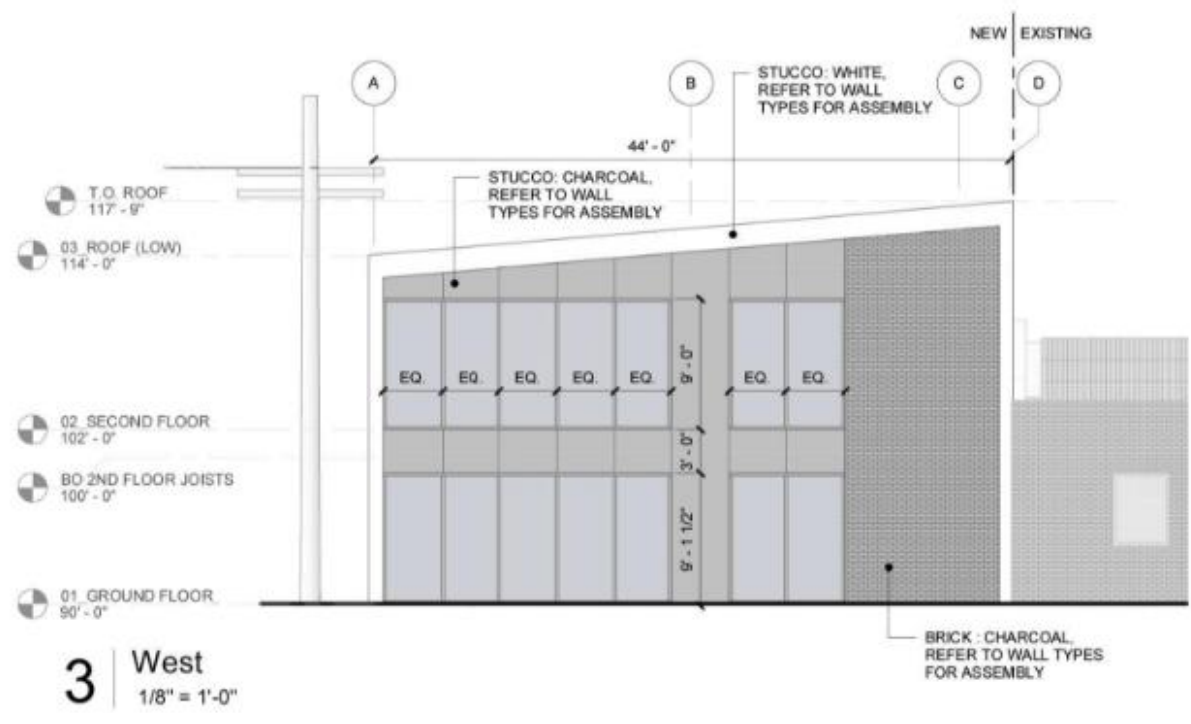 NEW EXISTING
A
B
C
D
STUCCO: WHITE,
REFER TO WALL
TYPES FOR ASSEMBLY
44' - 0"
STUCCO: CHARCOAL,
REFER TO WALL
TYPES FOR ASSEMBLY
T.O. ROOF
117' - 9"
03_ROOF (LOW)
114' - 0"
EQ. EQ. EQ. EQ. EQ. EQ. EQ.
9' - 0"
02_SECOND FLOOR
102' - 0"
3' - 0"
BO 2ND FLOOR JOISTS
100' - 0"
9' - 1 1/2"
01_GROUND FLOOR
90' - 0"
BRICK : CHARCOAL,
REFER TO WALL TYPES
FOR ASSEMBLY
3 West
1/8" = 1'-0"